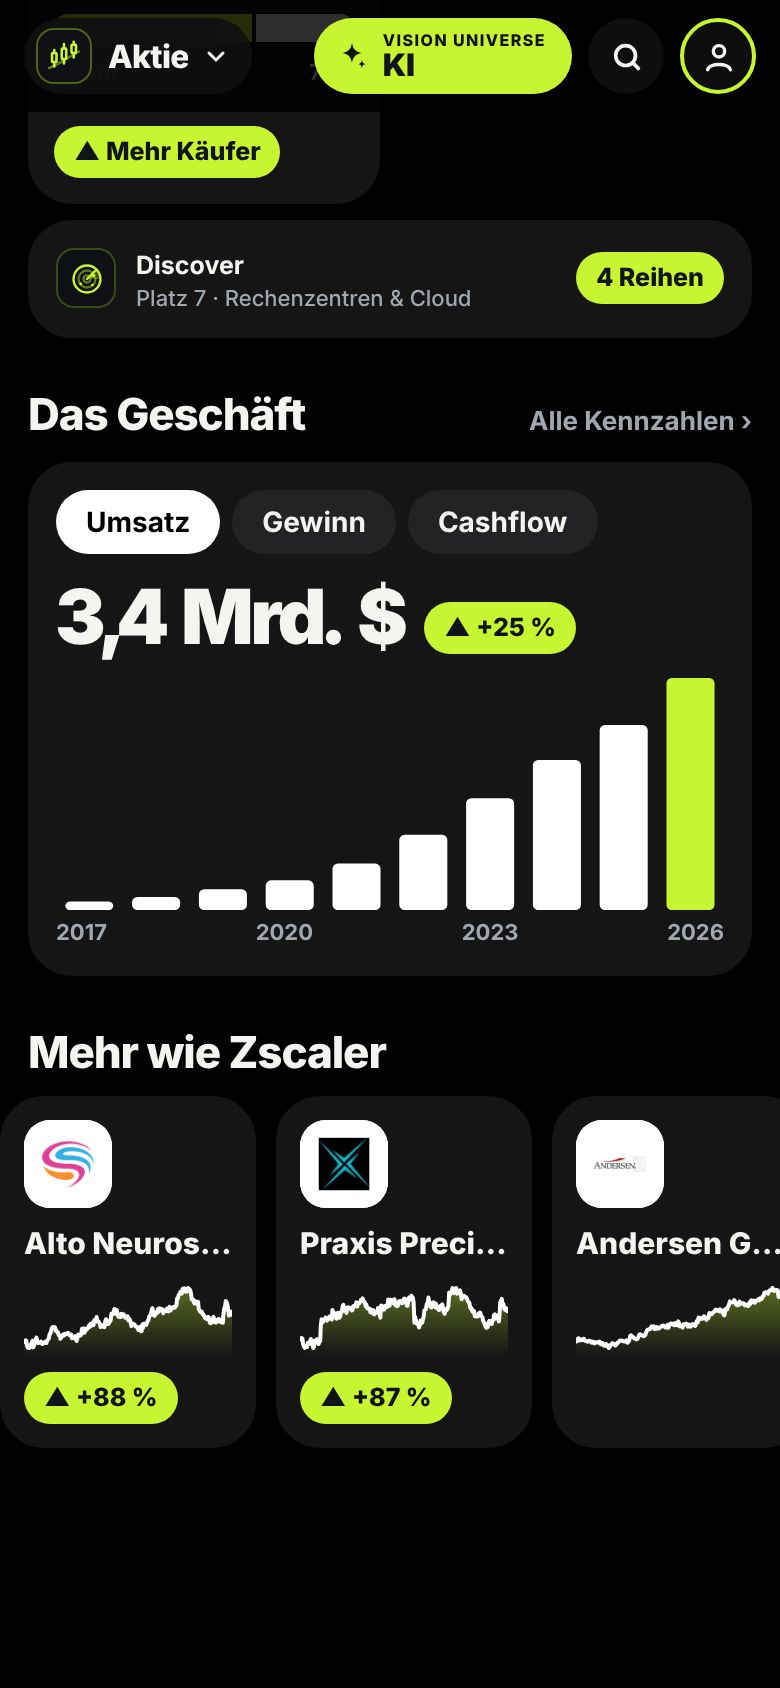 Aktie
VISION UNIVERSE
KI
Mehr Käufer
Discover
Platz 7 · Rechenzentren & Cloud
4 Reihen
Das Geschäft
Alle Kennzahlen ›
Umsatz
Gewinn
Cashflow
3,4 Mrd. $
+25 %
2017
2020
2023
2026
Mehr wie Zscaler
ANDERSEN
Alto Neuros...
Praxis Preci...
Andersen G...
+88 %
+87 %